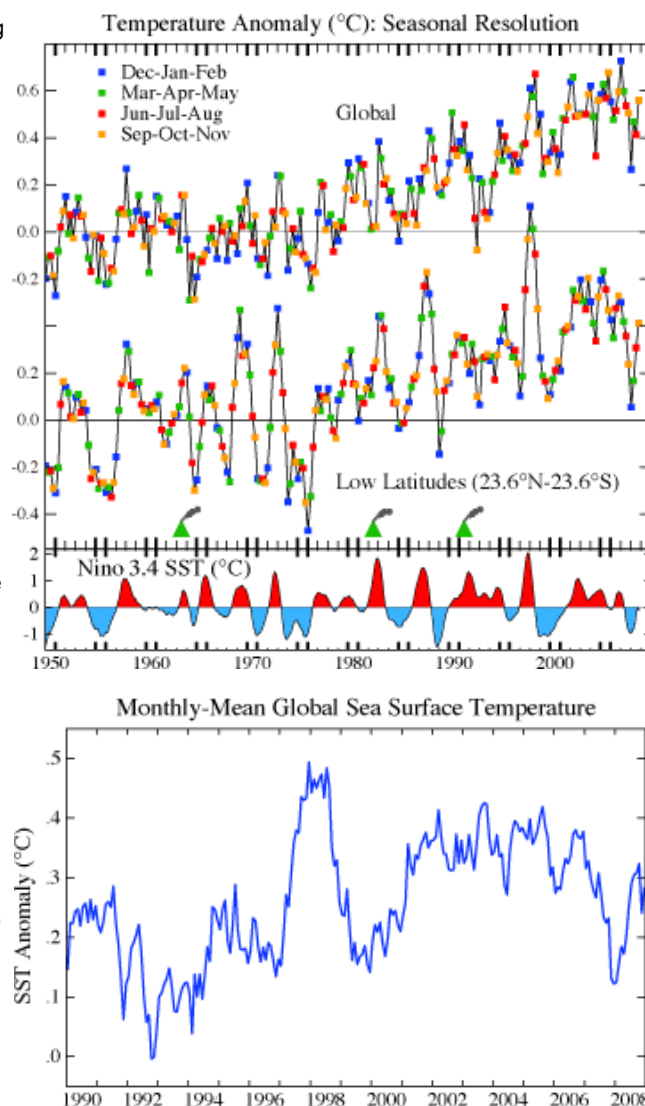 g
Temperature Anomaly (°C): Seasonal Resolution
0.6
0.4
0.2
0.0
-0.2
0.2
0.0
-0.2
-0.4
Dec-Jan-Feb
Mar-Apr-May
Jun-Jul-Aug
Sep-Oct-Nov
Global
Low Latitudes (23.6°N-23.6°S)
e
2
1
0
-1
Nino 3.4 SST (°C)
1950 1960 1970 1980 1990 2000
Monthly-Mean Global Sea Surface Temperature
SST Anomaly (°C)
.5
.4
.3
.2
.1
.0
1990 1992 1994 1996 1998 2000 2002 2004 2006 2008